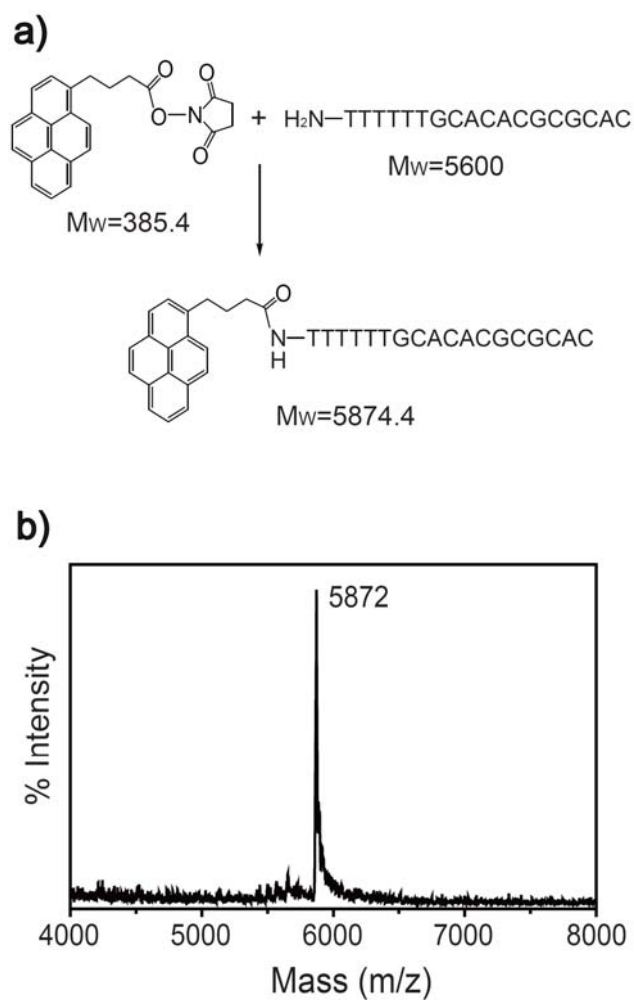 a)
O
O
O
N
O
+
H₂N—TTTTTTGCACACGCGCAC
Mw=5600
Mw=385.4
O
N—TTTTTTGCACACGCGCAC
H
Mw=5874.4
b)
5872
% Intensity
4000 5000 6000 7000 8000
Mass (m/z)